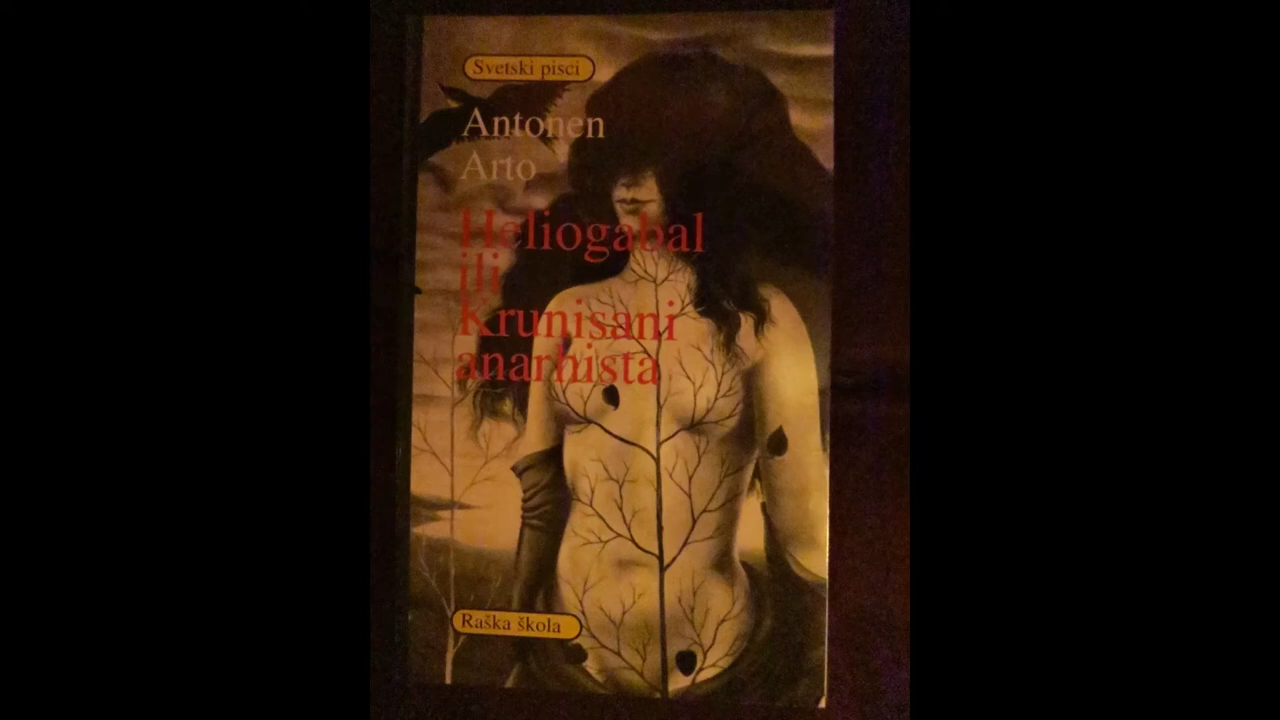 Svetski pisci
Antonen
Arto
Heliogabal
ili
Krunisani
anarhista
Raška škola